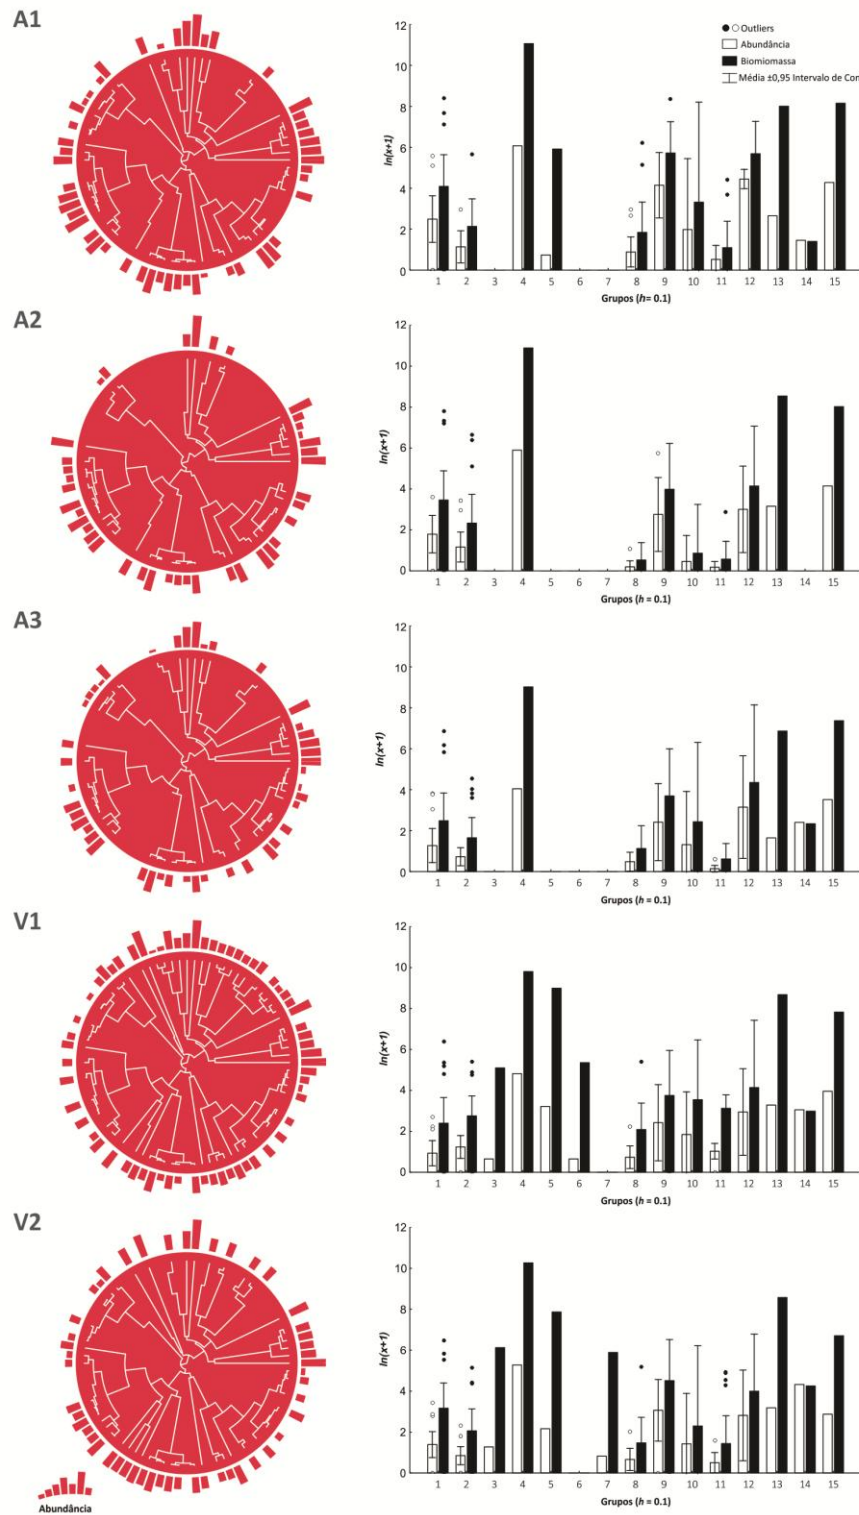 A1
12
10
8
6
4
2
0
ln(x+1)
Outliers
Abundância
Biomiomassa
Média ±0,95 Intervalo de Con
1 2 3 4 5 6 7 8 9 10 11 12 13 14 15
Grupos (h= 0.1)
A2
12
10
8
6
4
2
0
ln(x+1)
1 2 3 4 5 6 7 8 9 10 11 12 13 14 15
Grupos (h = 0.1)
A3
12
10
8
6
4
2
0
ln(x+1)
1 2 3 4 5 6 7 8 9 10 11 12 13 14 15
Grupos (h = 0.1)
V1
12
10
8
6
4
2
0
ln(x+1)
1 2 3 4 5 6 7 8 9 10 11 12 13 14 15
Grupos (h = 0.1)
V2
12
10
8
6
4
2
0
ln(x+1)
1 2 3 4 5 6 7 8 9 10 11 12 13 14 15
Grupos (h = 0.1)
Abundância